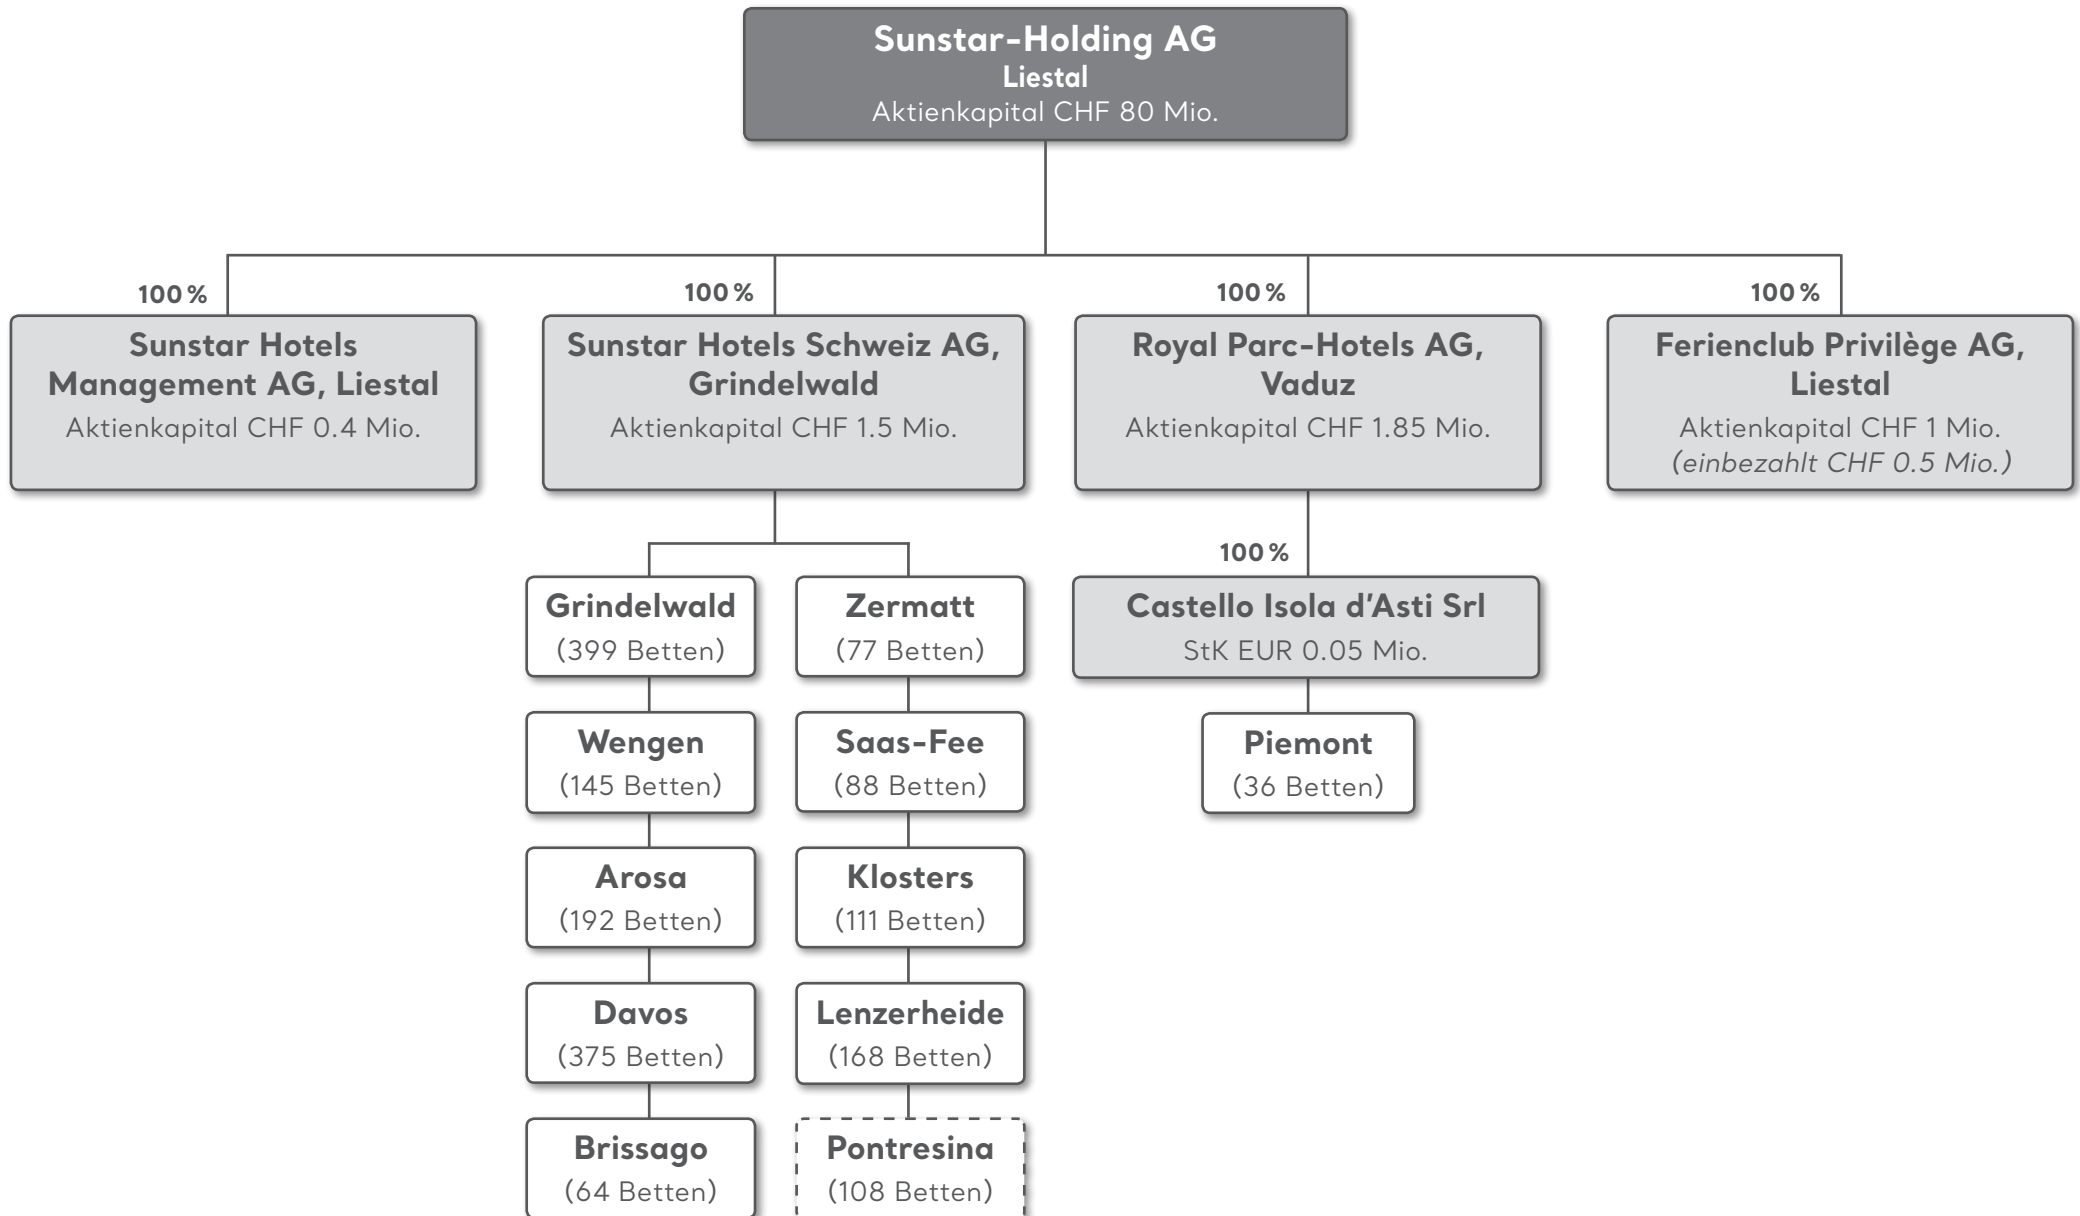 Sunstar-Holding AG
Liestal
Aktienkapital CHF 80 Mio.
100 %
Sunstar Hotels
Management AG, Liestal
Aktienkapital CHF 0.4 Mio.
100 %
Sunstar Hotels Schweiz AG,
Grindelwald
Aktienkapital CHF 1.5 Mio.
100 %
Royal Parc-Hotels AG,
Vaduz
Aktienkapital CHF 1.85 Mio.
100 %
Ferienclub Privilège AG,
Liestal
Aktienkapital CHF 1 Mio.
(einbezahlt CHF 0.5 Mio.)
Grindelwald
(399 Betten)
Wengen
(145 Betten)
Arosa
(192 Betten)
Davos
(375 Betten)
Brissago
(64 Betten)
Zermatt
(77 Betten)
Saas-Fee
(88 Betten)
Klosters
(111 Betten)
Lenzerheide
(168 Betten)
Pontresina
(108 Betten)
100 %
Castello Isola d’Asti Srl
StK EUR 0.05 Mio.
Piemont
(36 Betten)